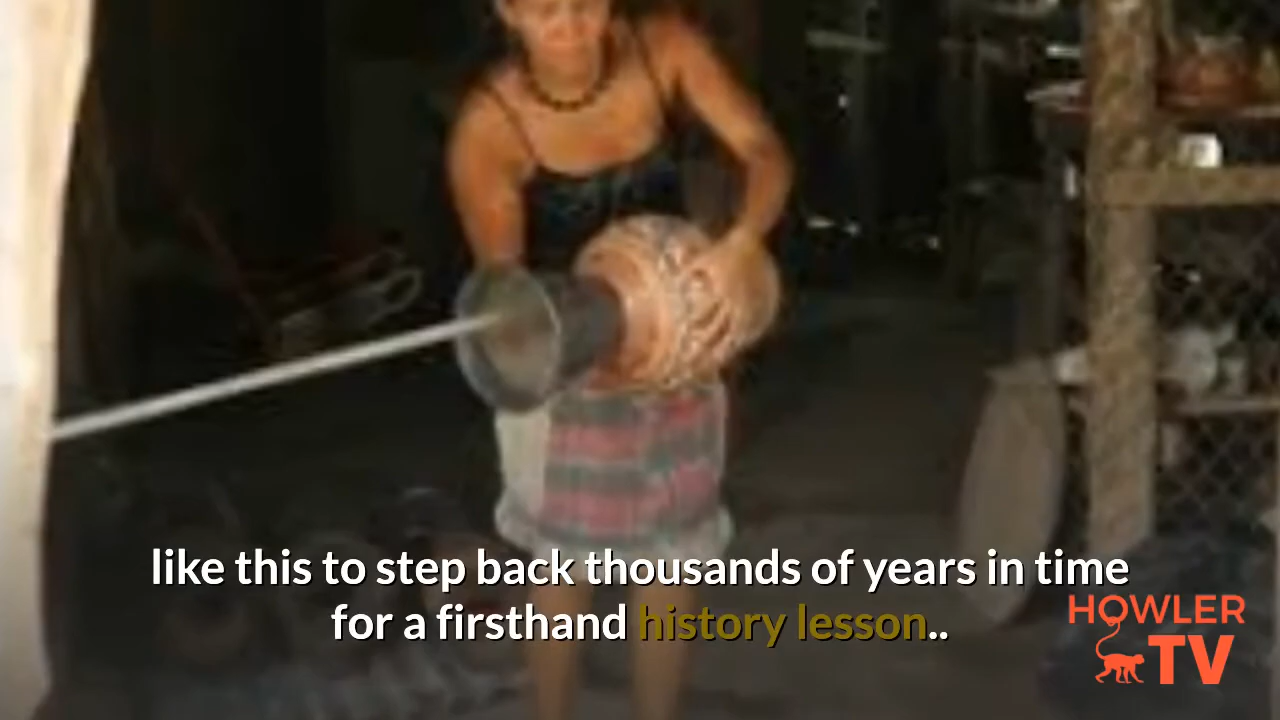 like this to step back thousands of years in time
for a firsthand history lesson..
HOWLER
TV